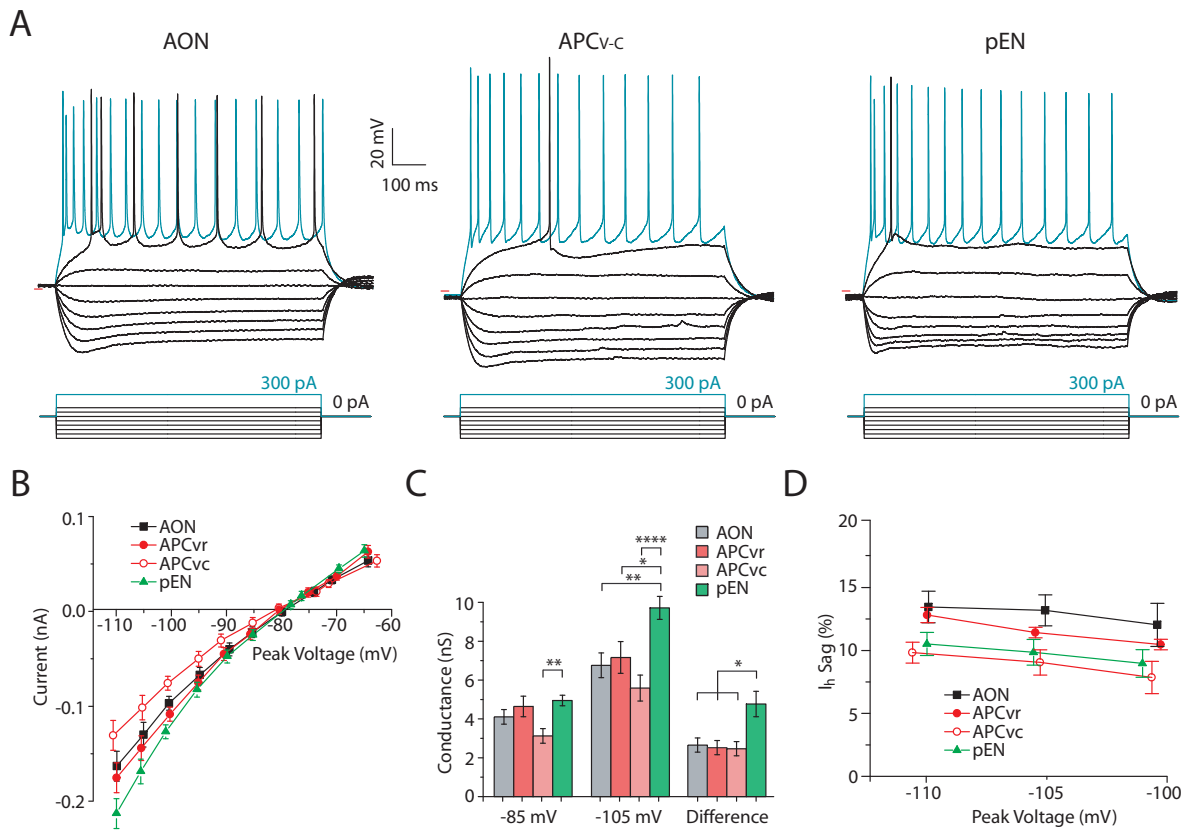 A
AON
APCv-c
pEN
20 mV
100 ms
300 pA
0 pA
300 pA
0 pA
300 pA
0 pA
B
AON
APCvr
APCvc
pEN
0.1
0.0
-0.1
-0.2
-110 -100 -90 -80 -70 -60
Peak Voltage (mV)
Current (nA)
C
AON
APCvr
APCvc
pEN
****
*
**
**
*
10
8
6
4
2
0
Conductance (nS)
-85 mV -105 mV Difference
D
20
15
13
10
5
0
Ih Sag (%)
AON
APCvr
APCvc
pEN
-110 -105 -100
Peak Voltage (mV)